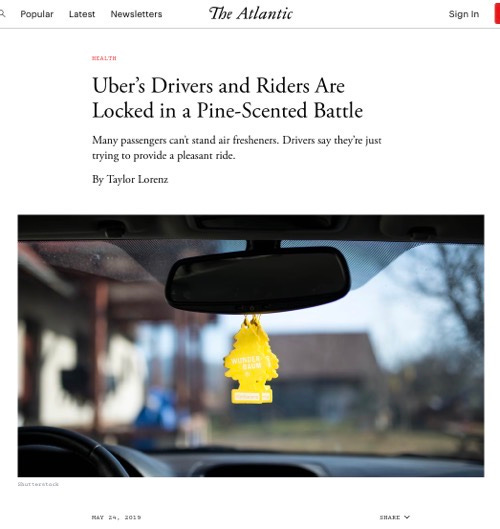 Popular Latest Newsletters The Atlantic Sign In
HEALTH
Uber's Drivers and Riders Are
Locked in a Pine-Scented Battle
Many passengers can't stand air fresheners. Drivers say they're just
trying to provide a pleasant ride.
By Taylor Lorenz
WUNDER
BAUM
Shutterstock
MAY 24, 2019 SHARE